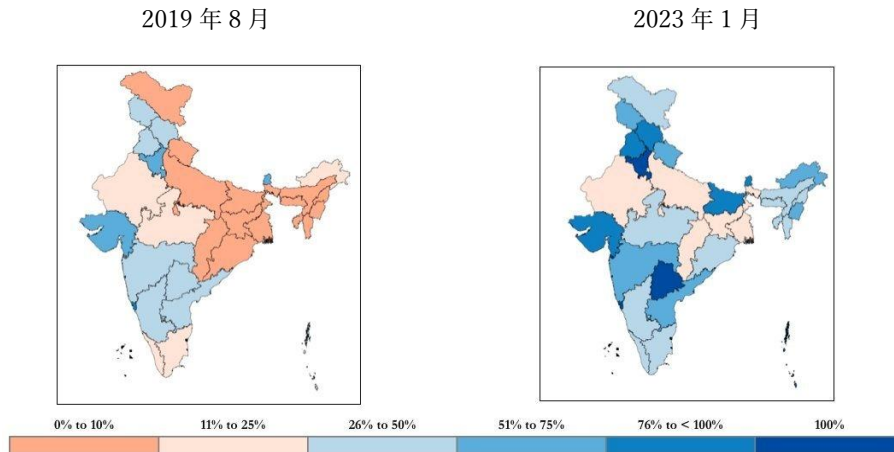 2019 年 8 月
2023 年 1 月
0% to 10%
11% to 25%
26% to 50%
51% to 75%
76% to < 100%
100%